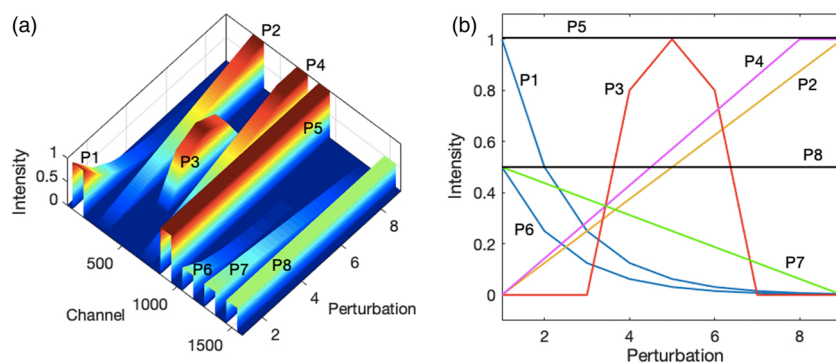 (a)
P2
P4
P5
P1
P3
1
0.5
0
Intensity
P6
P7
P8
500
1000
1500
Channel
2
4
6
8
Perturbation
(b)
P5
P1
P3
P4
P2
P8
P6
P7
1
0.8
0.6
0.4
0.2
0
Intensity
2
4
6
8
Perturbation